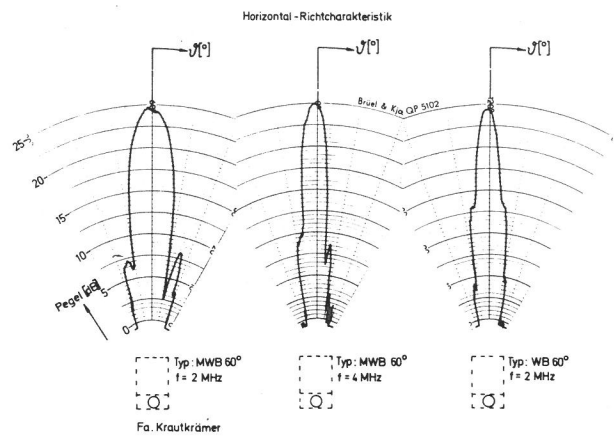 Horizontal-Richtcharakteristik
ϑ[°] ϑ[°] ϑ[°]
Brüel & Kja QP 5102
25
20
15
10
5
0
Pegel [dB]
Typ: MWB 60° Typ: MWB 60° Typ: WB 60°
f = 2 MHz f = 4 MHz f = 2 MHz
Fa. Krautkrämer